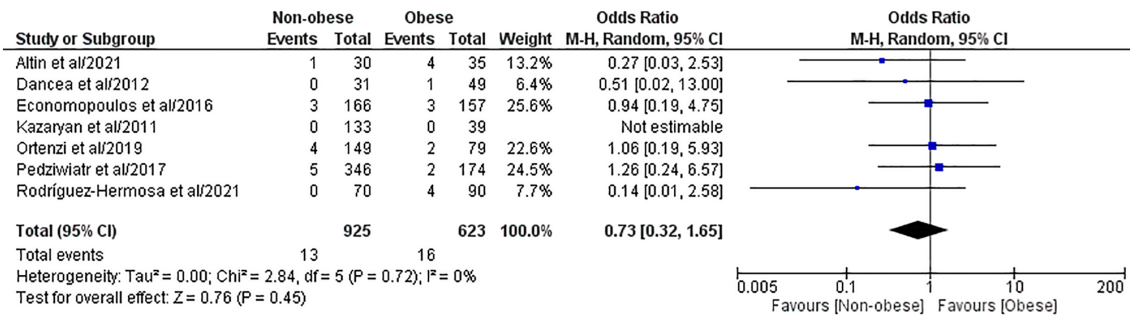 Non-obese Obese Odds Ratio Odds Ratio
Study or Subgroup Events Total Events Total Weight M-H, Random, 95% CI M-H, Random, 95% CI
Altin et al/2021 1 30 4 35 13.2% 0.27 [0.03, 2.53]
Dancea et al/2012 0 31 1 49 6.4% 0.51 [0.02, 13.00]
Economopoulos et al/2016 3 166 3 157 25.6% 0.94 [0.19, 4.75]
Kazaryan et al/2011 0 133 0 39 Not estimable
Ortenzi et al/2019 4 149 2 79 22.6% 1.06 [0.19, 5.93]
Pedziwiatr et al/2017 5 346 2 174 24.5% 1.26 [0.24, 6.57]
Rodríguez-Hermosa et al/2021 0 70 4 90 7.7% 0.14 [0.01, 2.58]
Total (95% CI) 925 623 100.0% 0.73 [0.32, 1.65]
Total events 13 16
Heterogeneity: Tau² = 0.00; Chi² = 2.84, df = 5 (P = 0.72); I² = 0%
Test for overall effect: Z = 0.76 (P = 0.45)
0.005 0.1 1 10 200
Favours [Non-obese] Favours [Obese]